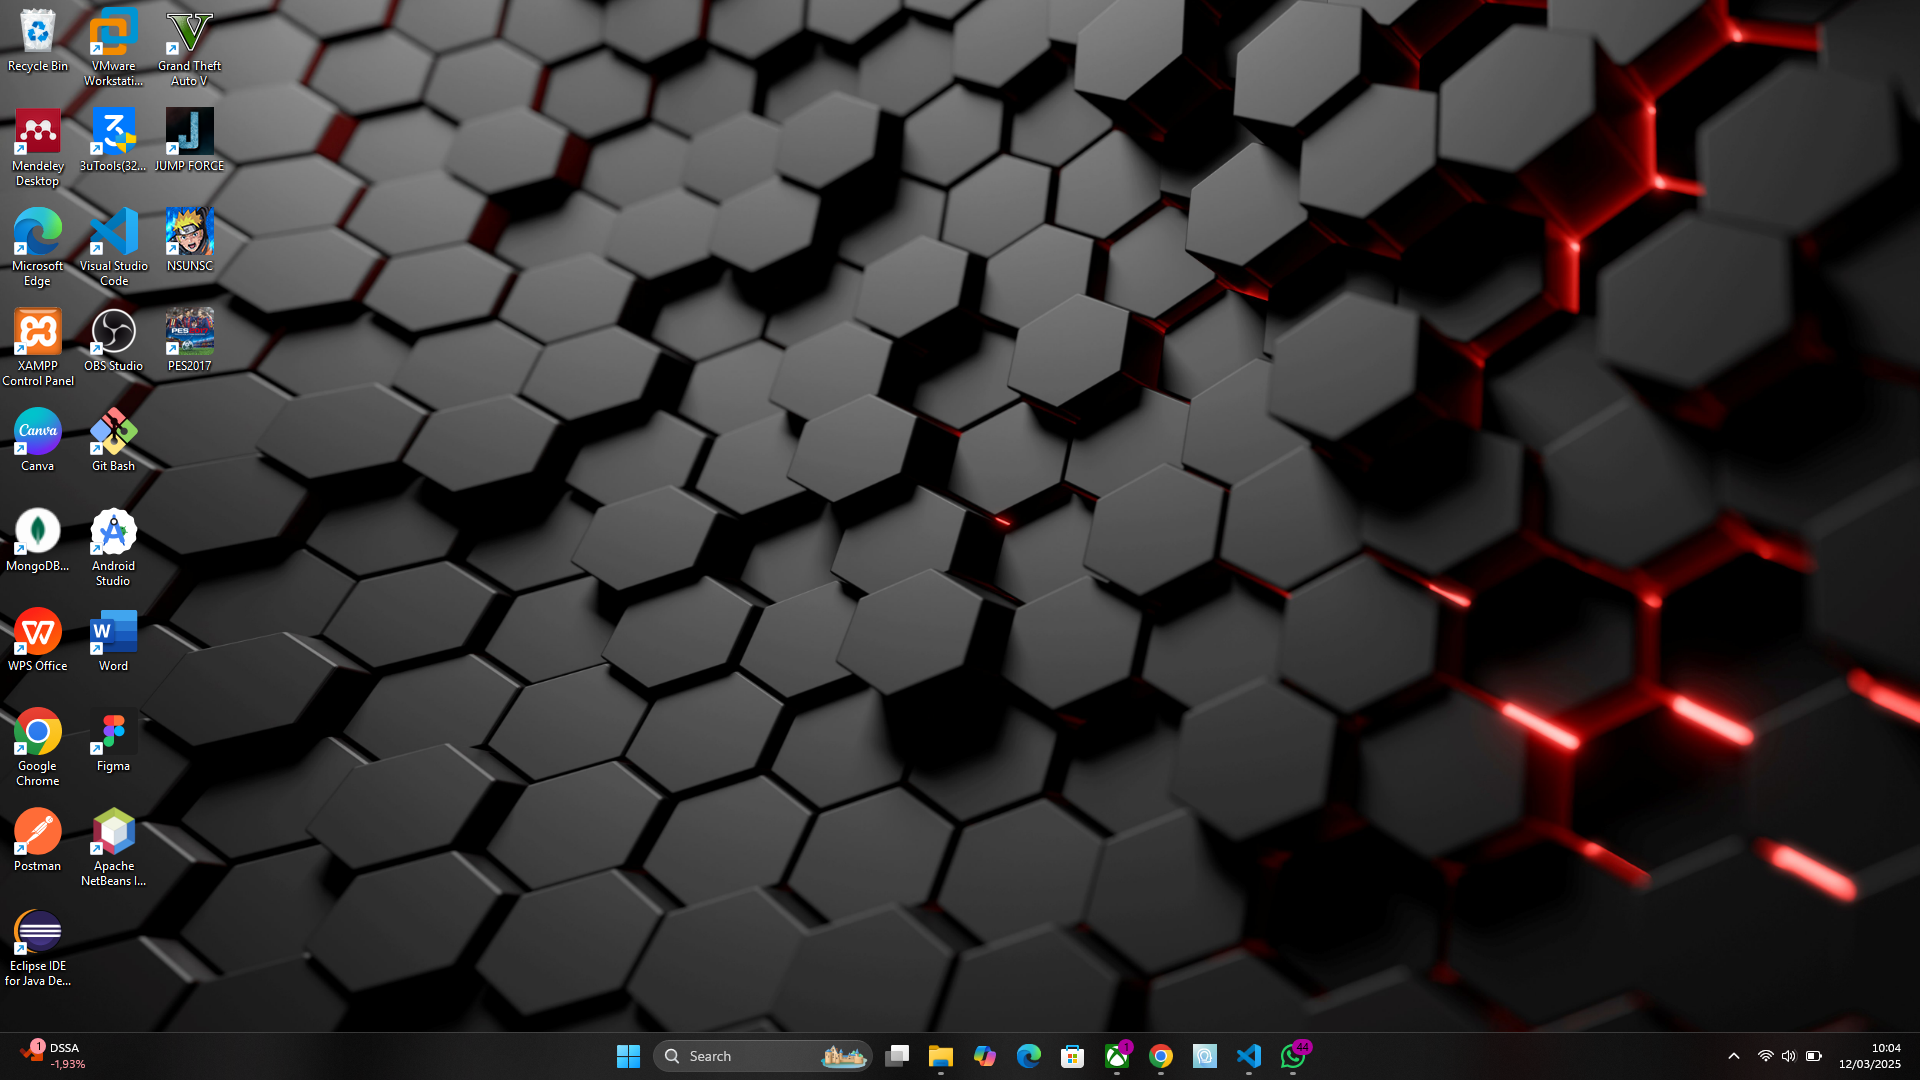 Recycle Bin
VMware
Workstati...
Grand Theft
Auto V
Mendeley
Desktop
3uTools(32...
JUMP FORCE
Microsoft
Edge
Visual Studio
Code
NSUNSC
XAMPP
Control Panel
OBS Studio
PES2017
Canva
Git Bash
MongoDB...
Android
Studio
WPS Office
Word
Google
Chrome
Figma
Postman
Apache
NetBeans I...
Eclipse IDE
for Java De...
1
DSSA
-1,93%
Search
1
44
10:04
12/03/2025